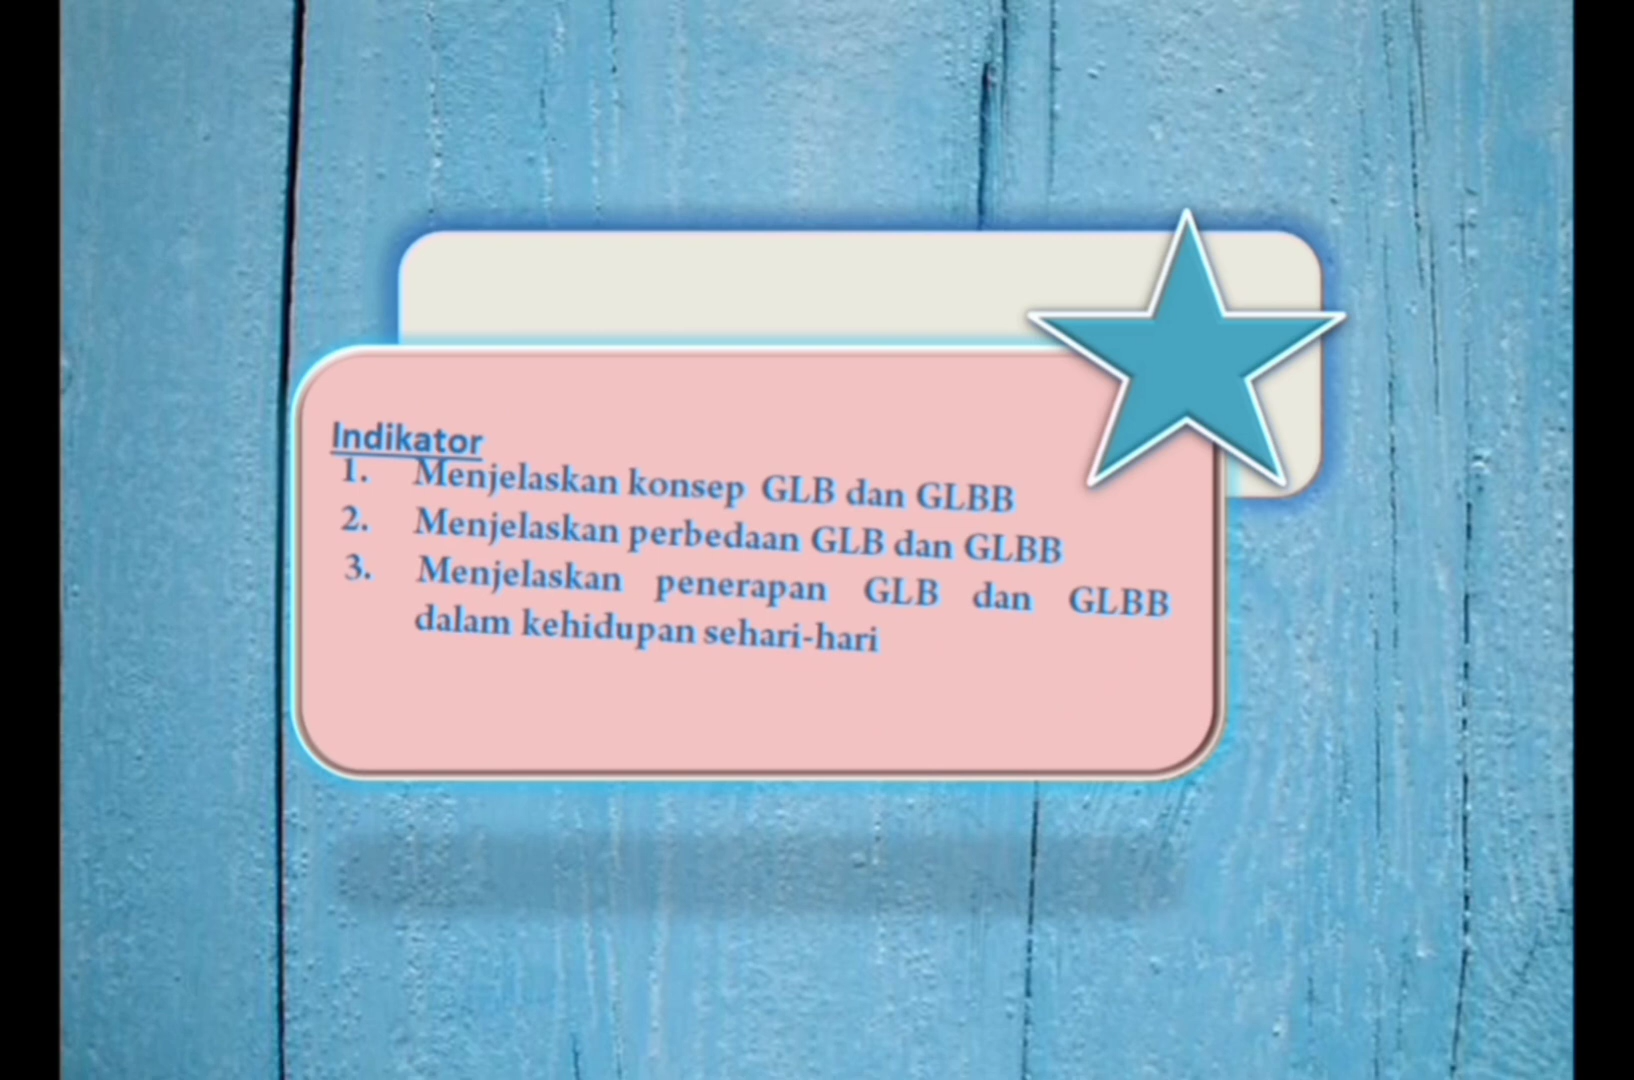 Indikator
1. Menjelaskan konsep GLB dan GLBB
2. Menjelaskan perbedaan GLB dan GLBB
3. Menjelaskan penerapan GLB dan GLBB
dalam kehidupan sehari-hari